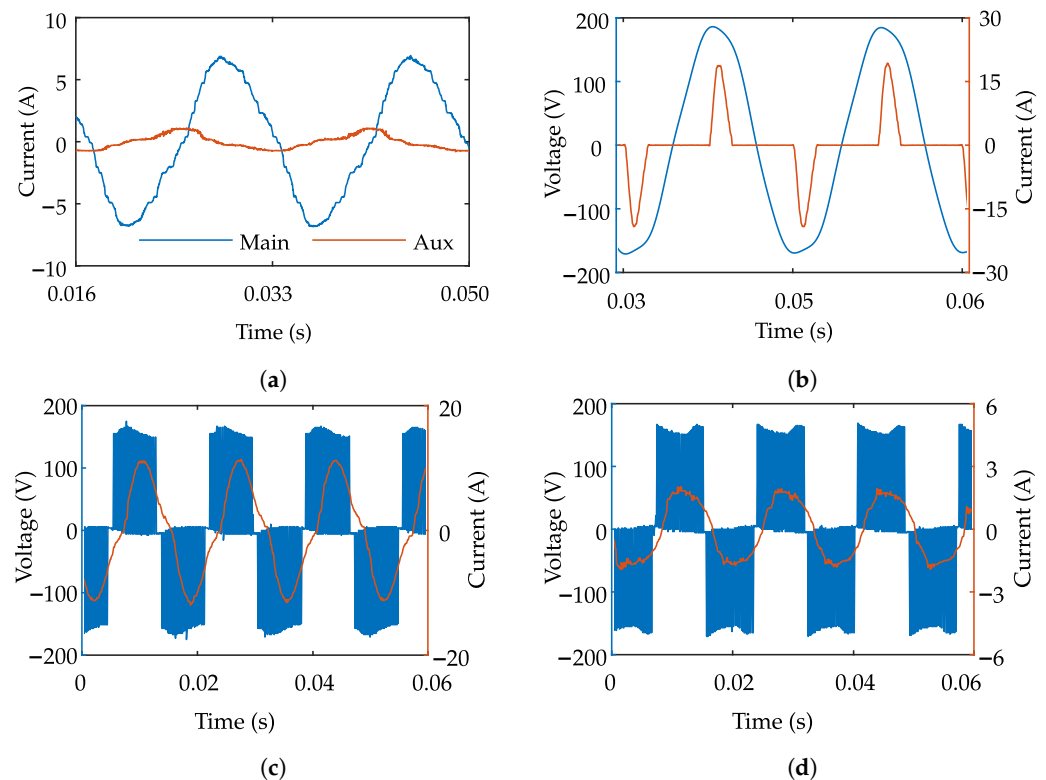 10
5
0
−5
−10
Current (A)
Main
Aux
0.016
0.033
0.050
Time (s)
(a)
200
100
0
−100
−200
Voltage (V)
30
15
0
−15
−30
Current (A)
0.03
0.05
0.06
Time (s)
(b)
200
100
0
−100
−200
Voltage (V)
20
0
−20
Current (A)
0
0.02
0.04
0.06
Time (s)
(c)
200
100
0
−100
−200
Voltage (V)
6
3
0
−3
−6
Current (A)
0
0.02
0.04
0.06
Time (s)
(d)